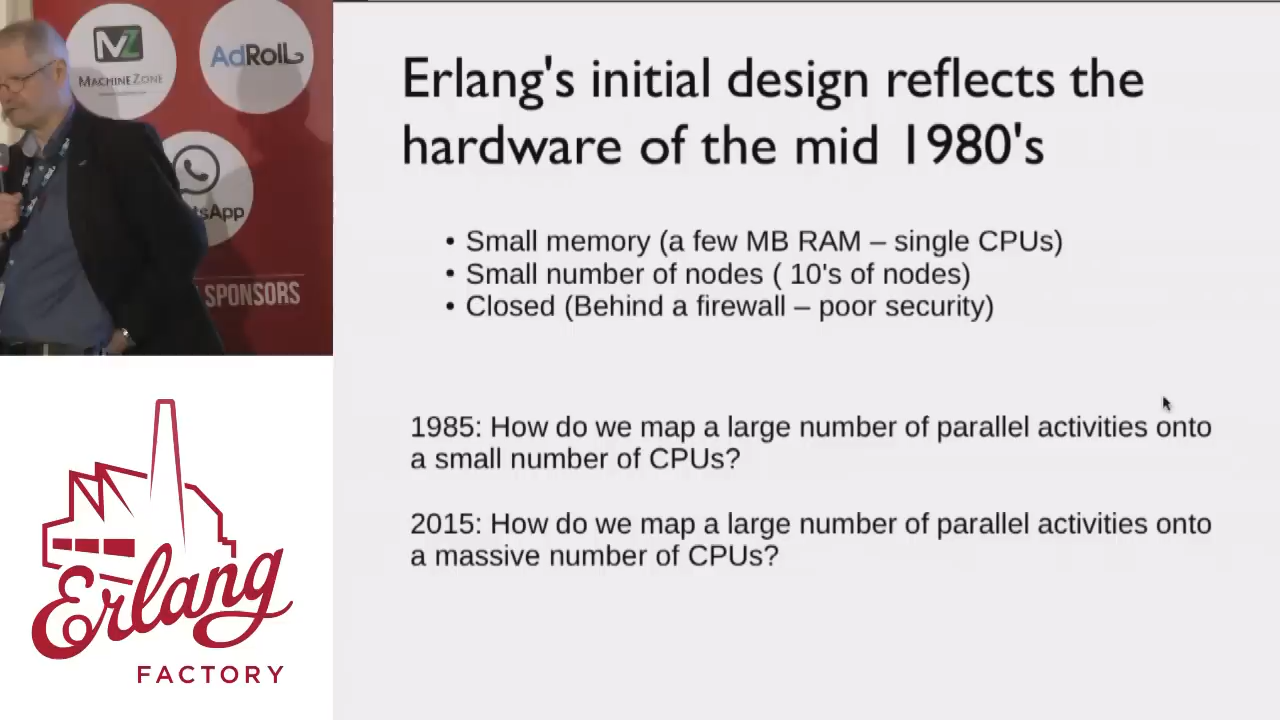 MZ
MACHINE ZONE
AdRoll
SPONSORS
Erlang
FACTORY
Erlang's initial design reflects the
hardware of the mid 1980's
• Small memory (a few MB RAM – single CPUs)
• Small number of nodes ( 10's of nodes)
• Closed (Behind a firewall – poor security)
1985: How do we map a large number of parallel activities onto
a small number of CPUs?
2015: How do we map a large number of parallel activities onto
a massive number of CPUs?